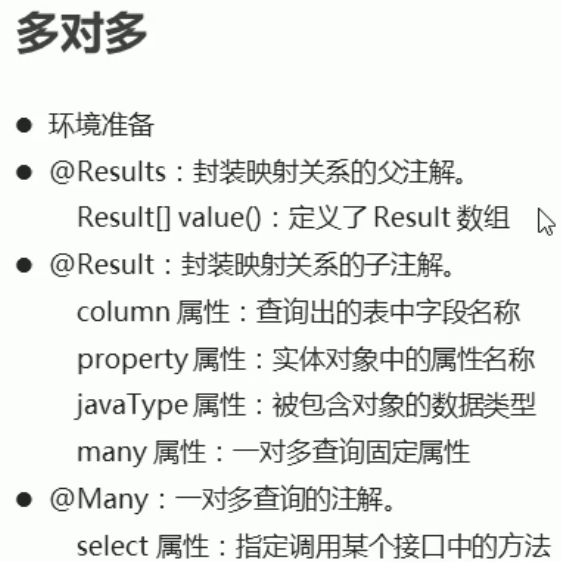 多对多
● 环境准备
● @Results：封装映射关系的父注解。
Result[] value()：定义了 Result 数组
● @Result：封装映射关系的子注解。
column 属性：查询出的表中字段名称
property 属性：实体对象中的属性名称
javaType 属性：被包含对象的数据类型
many 属性：一对多查询固定属性
● @Many：一对多查询的注解。
select 属性：指定调用某个接口中的方法